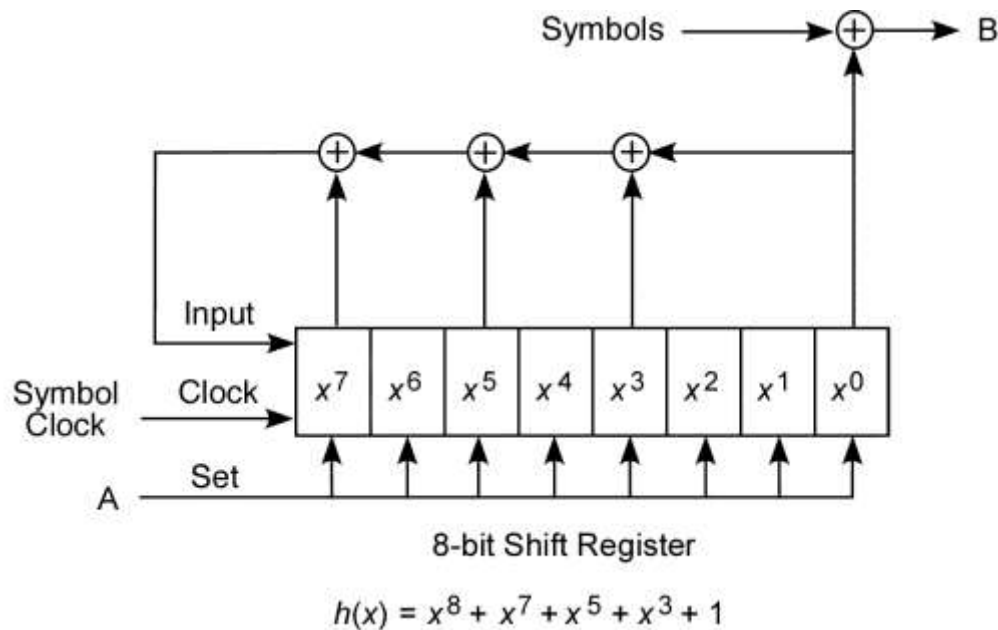 Symbols + B
+ + +
Input
Symbol Clock Clock
x⁷ x⁶ x⁵ x⁴ x³ x² x¹ x⁰
A Set
8-bit Shift Register
h(x) = x⁸ + x⁷ + x⁵ + x³ + 1